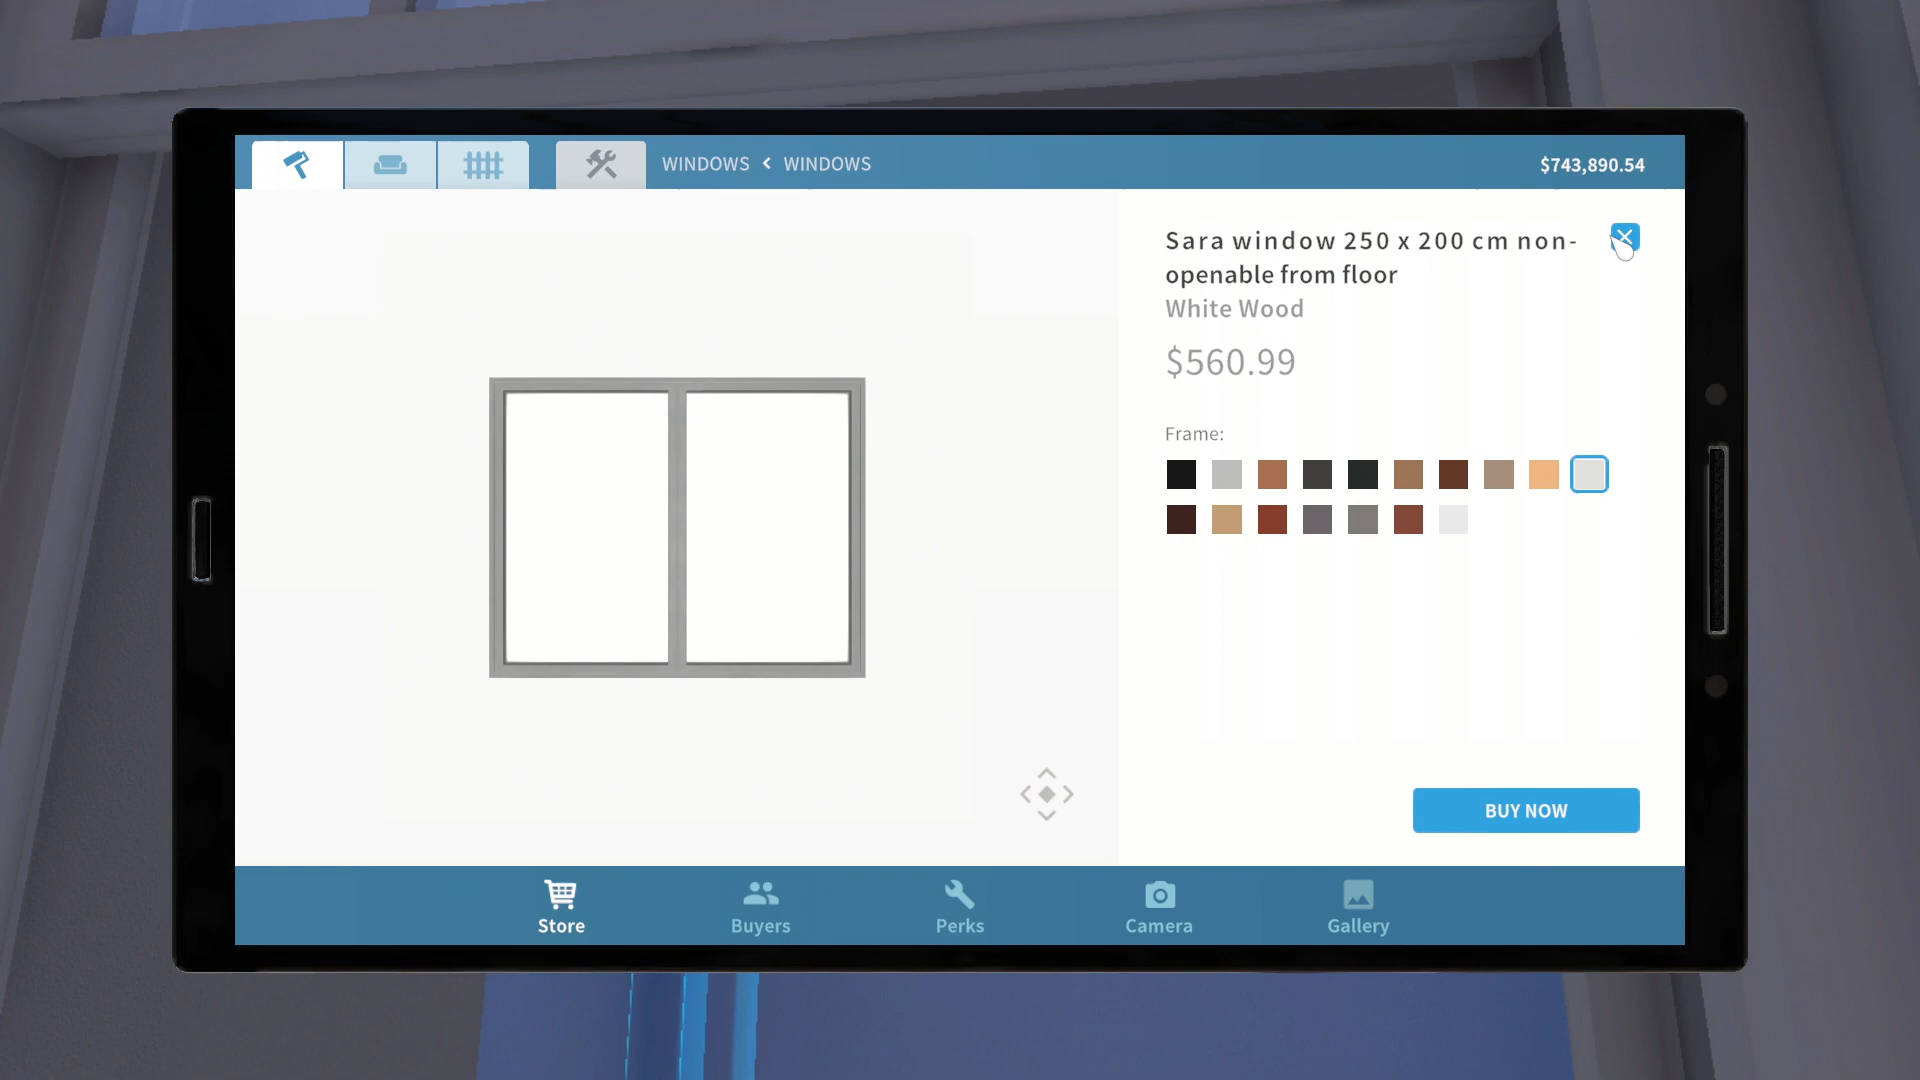 WINDOWS < WINDOWS
$743,890.54
Sara window 250 x 200 cm non-
openable from floor
White Wood
$560.99
Frame:
BUY NOW
Store
Buyers
Perks
Camera
Gallery